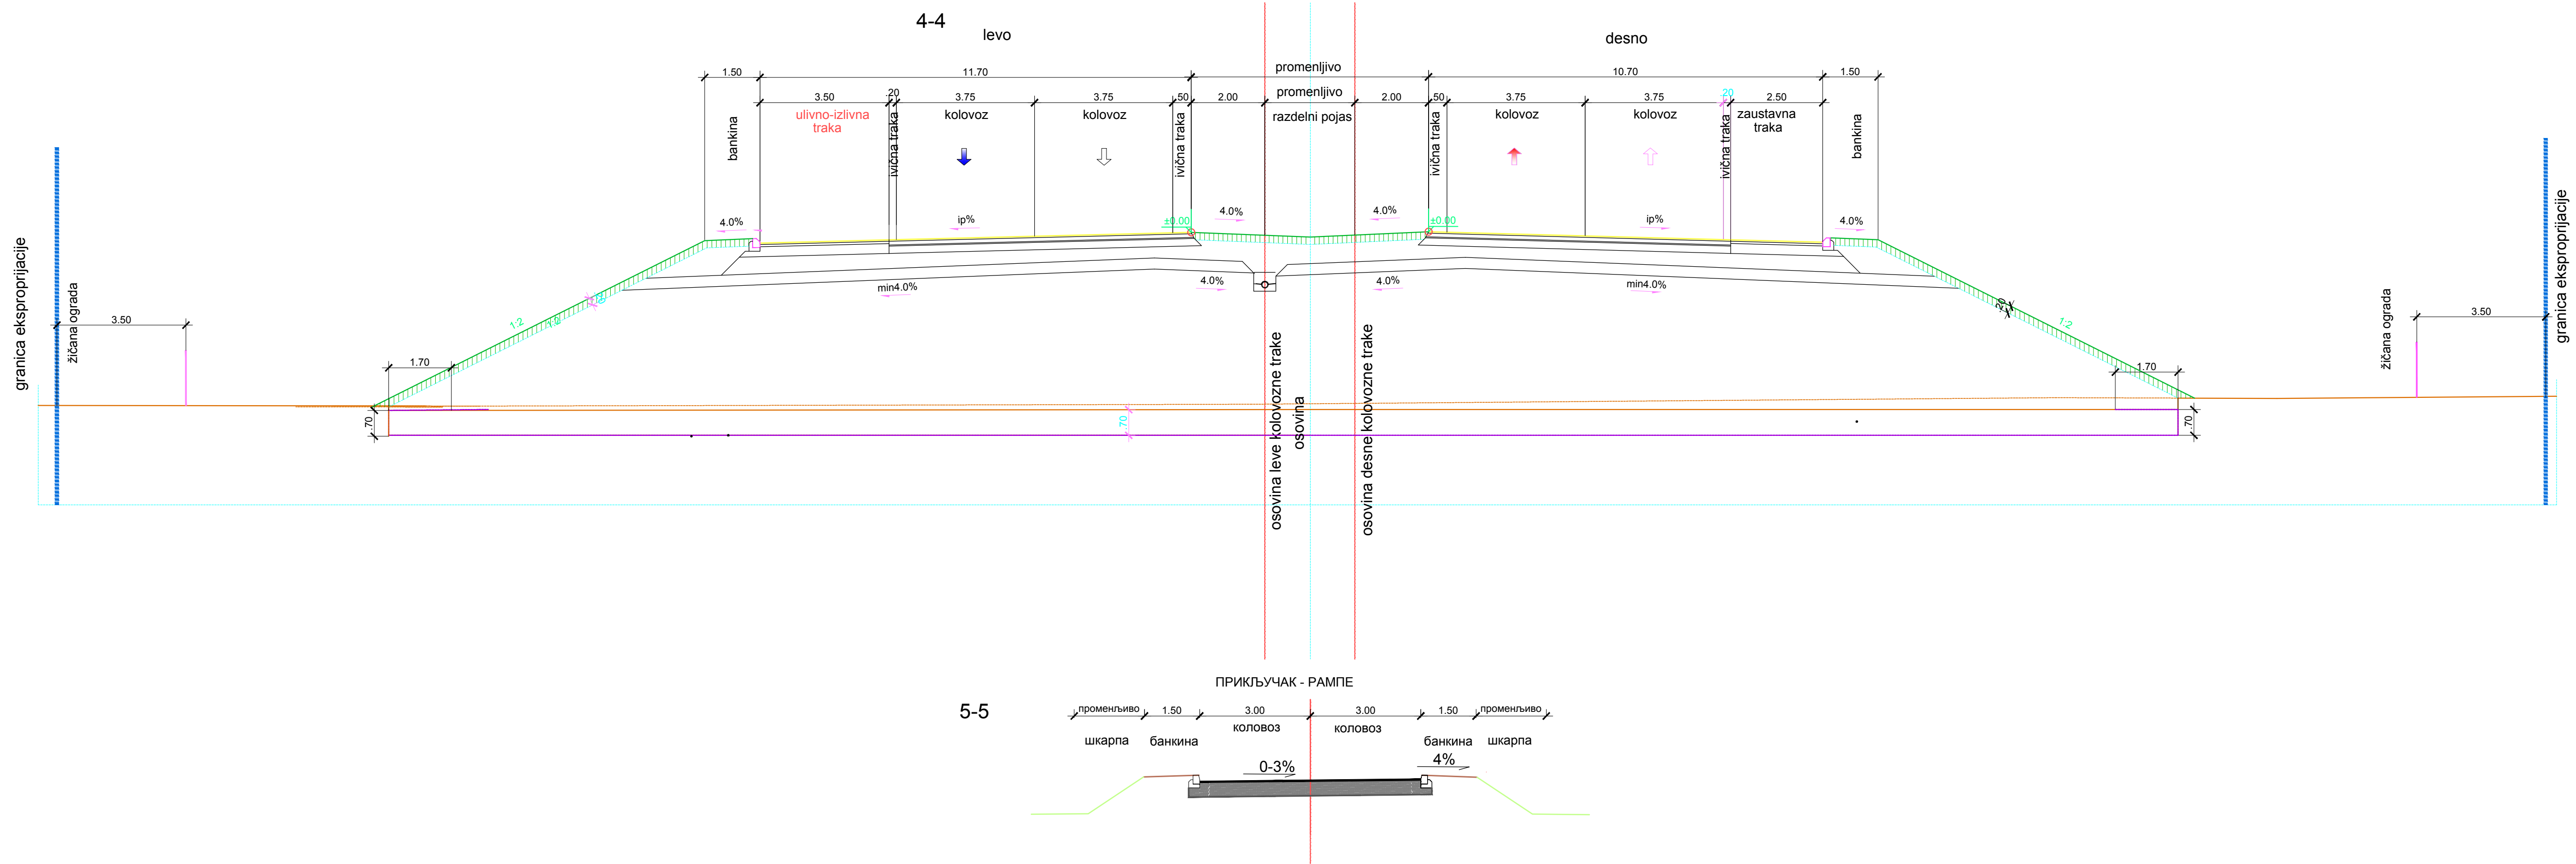 4-4
levo
desno
1.50
11.70
promenljivo
10.70
1.50
3.50
.20
3.75
3.75
.50
2.00
promenljivo
2.00
.50
3.75
3.75
.20
2.50
ulivno-izlivna
traka
kolovoz
kolovoz
razdelni pojas
kolovoz
kolovoz
zaustavna
traka
bankina
ivična traka
ivična traka
ivična traka
ivična traka
bankina
4.0%
ip%
±0.00
4.0%
4.0%
±0.00
ip%
4.0%
min4.0%
4.0%
4.0%
min4.0%
granica eksproprijacije
žičana ograda
3.50
1:2
1:2
.20
1:2
3.50
žičana ograda
granica eksproprijacije
1.70
1.70
.70
.70
.70
osovina leve kolovozne trake
osovina
osovina desne kolovozne trake
ПРИКЉУЧАК - РАМПЕ
5-5
променљиво
1.50
3.00
3.00
1.50
променљиво
шкарпа
банкина
коловоз
коловоз
банкина
шкарпа
0-3%
4%